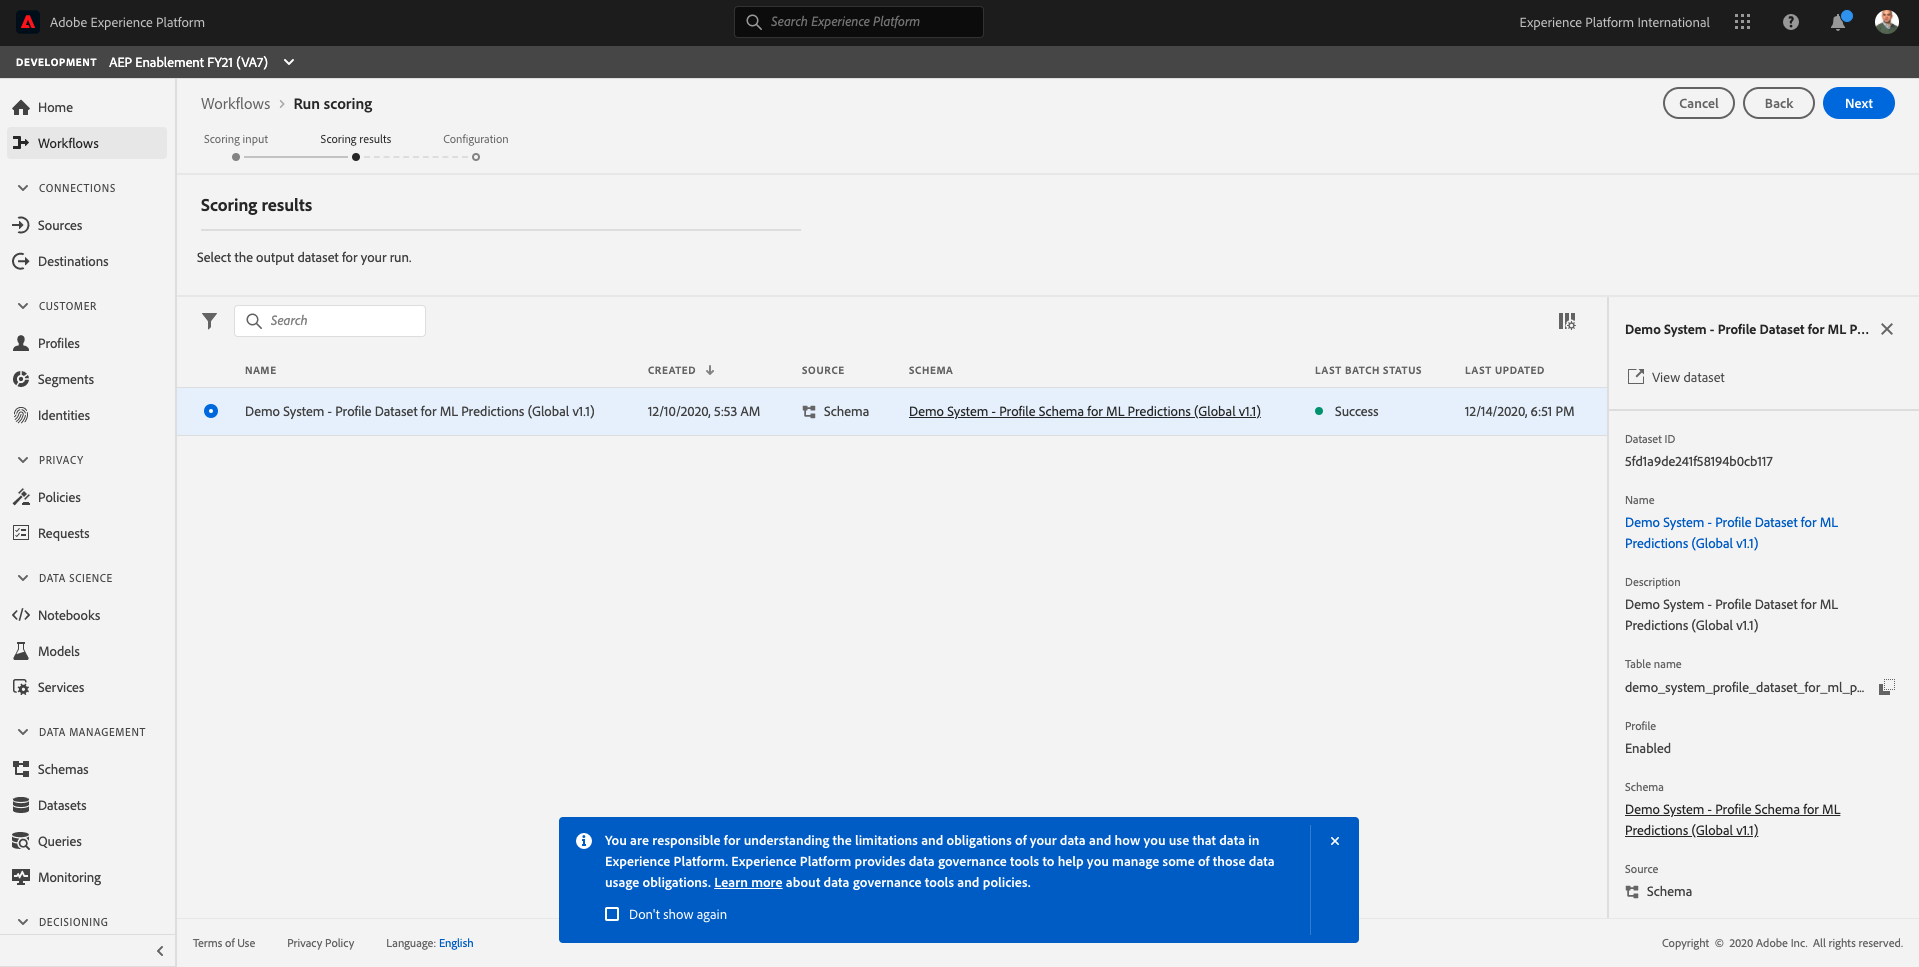 Adobe Experience Platform
Search Experience Platform
Experience Platform International
DEVELOPMENT AEP Enablement FY21 (VA7)
Home
Workflows
CONNECTIONS
Sources
Destinations
CUSTOMER
Profiles
Segments
Identities
PRIVACY
Policies
Requests
DATA SCIENCE
Notebooks
Models
Services
DATA MANAGEMENT
Schemas
Datasets
Queries
Monitoring
DECISIONING
Workflows > Run scoring
Cancel Back Next
Scoring input Scoring results Configuration
Scoring results
Select the output dataset for your run.
Search
NAME CREATED SOURCE SCHEMA LAST BATCH STATUS LAST UPDATED
Demo System - Profile Dataset for ML Predictions (Global v1.1) 12/10/2020, 5:53 AM Schema Demo System - Profile Schema for ML Predictions (Global v1.1) Success 12/14/2020, 6:51 PM
Demo System - Profile Dataset for ML P...
View dataset
Dataset ID
5fd1a9de241f58194b0cb117
Name
Demo System - Profile Dataset for ML
Predictions (Global v1.1)
Description
Demo System - Profile Dataset for ML
Predictions (Global v1.1)
Table name
demo_system_profile_dataset_for_ml_p...
Profile
Enabled
Schema
Demo System - Profile Schema for ML
Predictions (Global v1.1)
Source
Schema
You are responsible for understanding the limitations and obligations of your data and how you use that data in
Experience Platform. Experience Platform provides data governance tools to help you manage some of those data
usage obligations. Learn more about data governance tools and policies.
Don't show again
Terms of Use Privacy Policy Language: English
Copyright © 2020 Adobe Inc. All rights reserved.